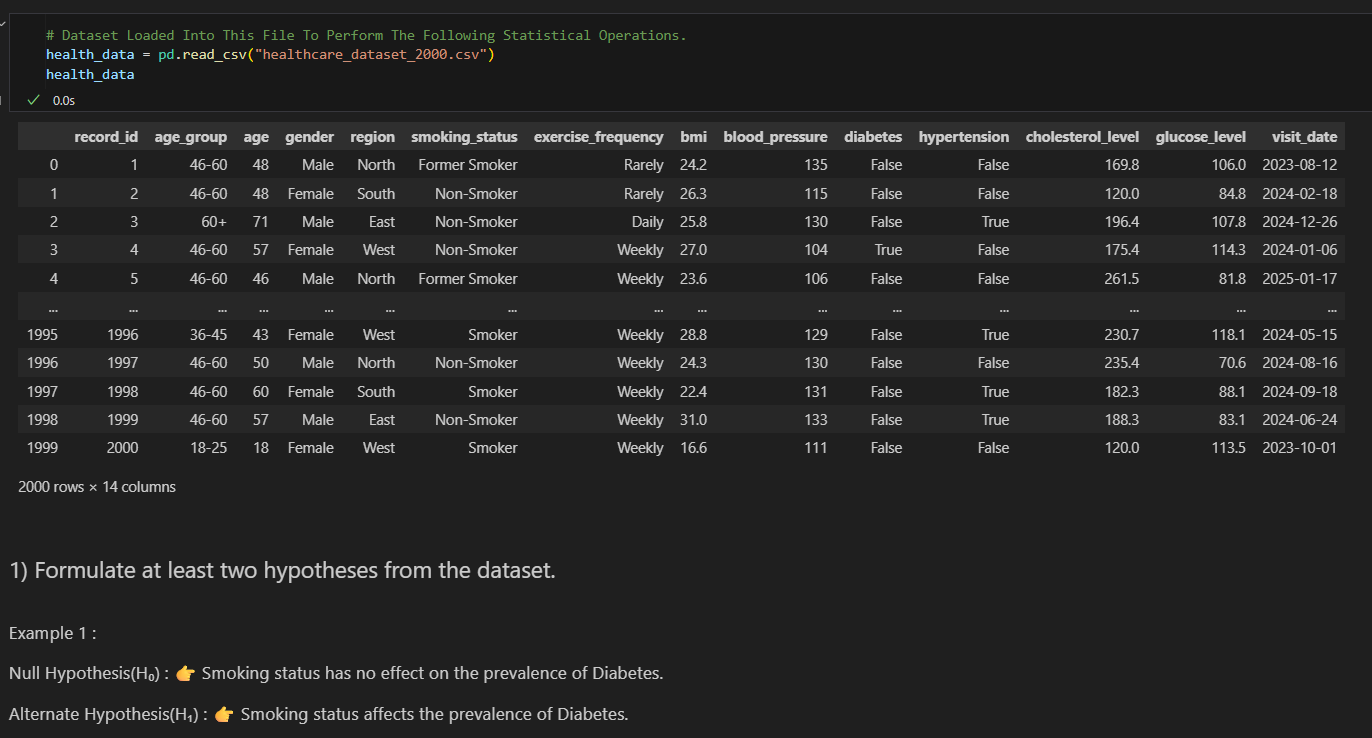 # Dataset Loaded Into This File To Perform The Following Statistical Operations.
health_data = pd.read_csv("healthcare_dataset_2000.csv")
health_data
0.0s
record_id age_group age gender region smoking_status exercise_frequency bmi blood_pressure diabetes hypertension cholesterol_level glucose_level visit_date
0 1 46-60 48 Male North Former Smoker Rarely 24.2 135 False False 169.8 106.0 2023-08-12
1 2 46-60 48 Female South Non-Smoker Rarely 26.3 115 False False 120.0 84.8 2024-02-18
2 3 60+ 71 Male East Non-Smoker Daily 25.8 130 False True 196.4 107.8 2024-12-26
3 4 46-60 57 Female West Non-Smoker Weekly 27.0 104 True False 175.4 114.3 2024-01-06
4 5 46-60 46 Male North Former Smoker Weekly 23.6 106 False False 261.5 81.8 2025-01-17
... ... ... ... ... ... ... ... ... ... ... ... ... ... ...
1995 1996 36-45 43 Female West Smoker Weekly 28.8 129 False True 230.7 118.1 2024-05-15
1996 1997 46-60 50 Male North Non-Smoker Weekly 24.3 130 False False 235.4 70.6 2024-08-16
1997 1998 46-60 60 Female South Smoker Weekly 22.4 131 False True 182.3 88.1 2024-09-18
1998 1999 46-60 57 Male East Non-Smoker Weekly 31.0 133 False True 188.3 83.1 2024-06-24
1999 2000 18-25 18 Female West Smoker Weekly 16.6 111 False False 120.0 113.5 2023-10-01
2000 rows × 14 columns
1) Formulate at least two hypotheses from the dataset.
Example 1 :
Null Hypothesis(H₀) : 👉 Smoking status has no effect on the prevalence of Diabetes.
Alternate Hypothesis(H₁) : 👉 Smoking status affects the prevalence of Diabetes.